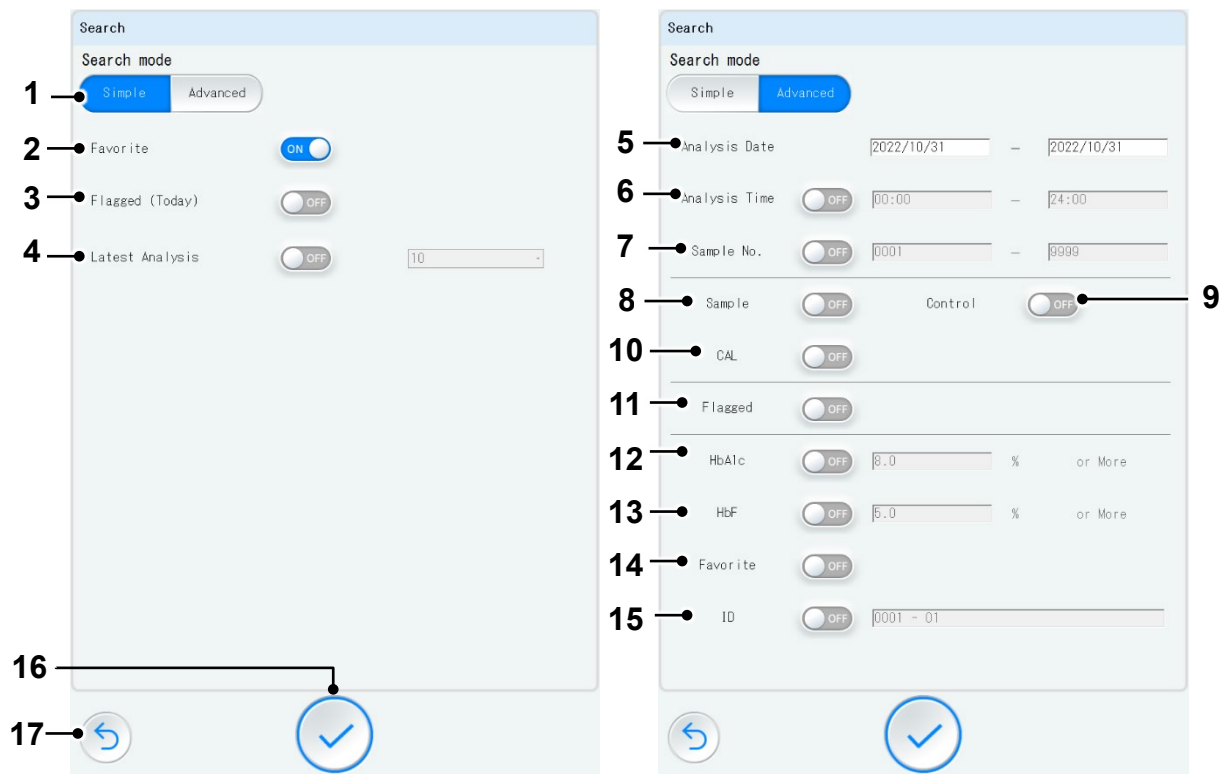 Search
Search mode
1 Simple Advanced
2 Favorite ON
3 Flagged (Today) OFF
4 Latest Analysis OFF 10
16
17
Search
Search mode
Simple Advanced
5 Analysis Date 2022/10/31 – 2022/10/31
6 Analysis Time OFF 00:00 – 24:00
7 Sample No. OFF 0001 – 9999
8 Sample OFF Control OFF 9
10 CAL OFF
11 Flagged OFF
12 HbA1c OFF 8.0 % or More
13 HbF OFF 5.0 % or More
14 Favorite OFF
15 ID OFF 0001 - 01